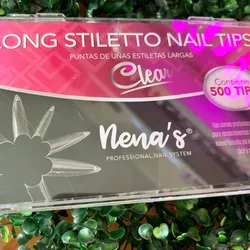 LONG STILETTO NAIL TIPS
PUNTAS DE UÑAS ESTILETAS LARGAS
Clear
Contiene
500 TIPS
Nena's®
PROFESSIONAL NAIL SYSTEM